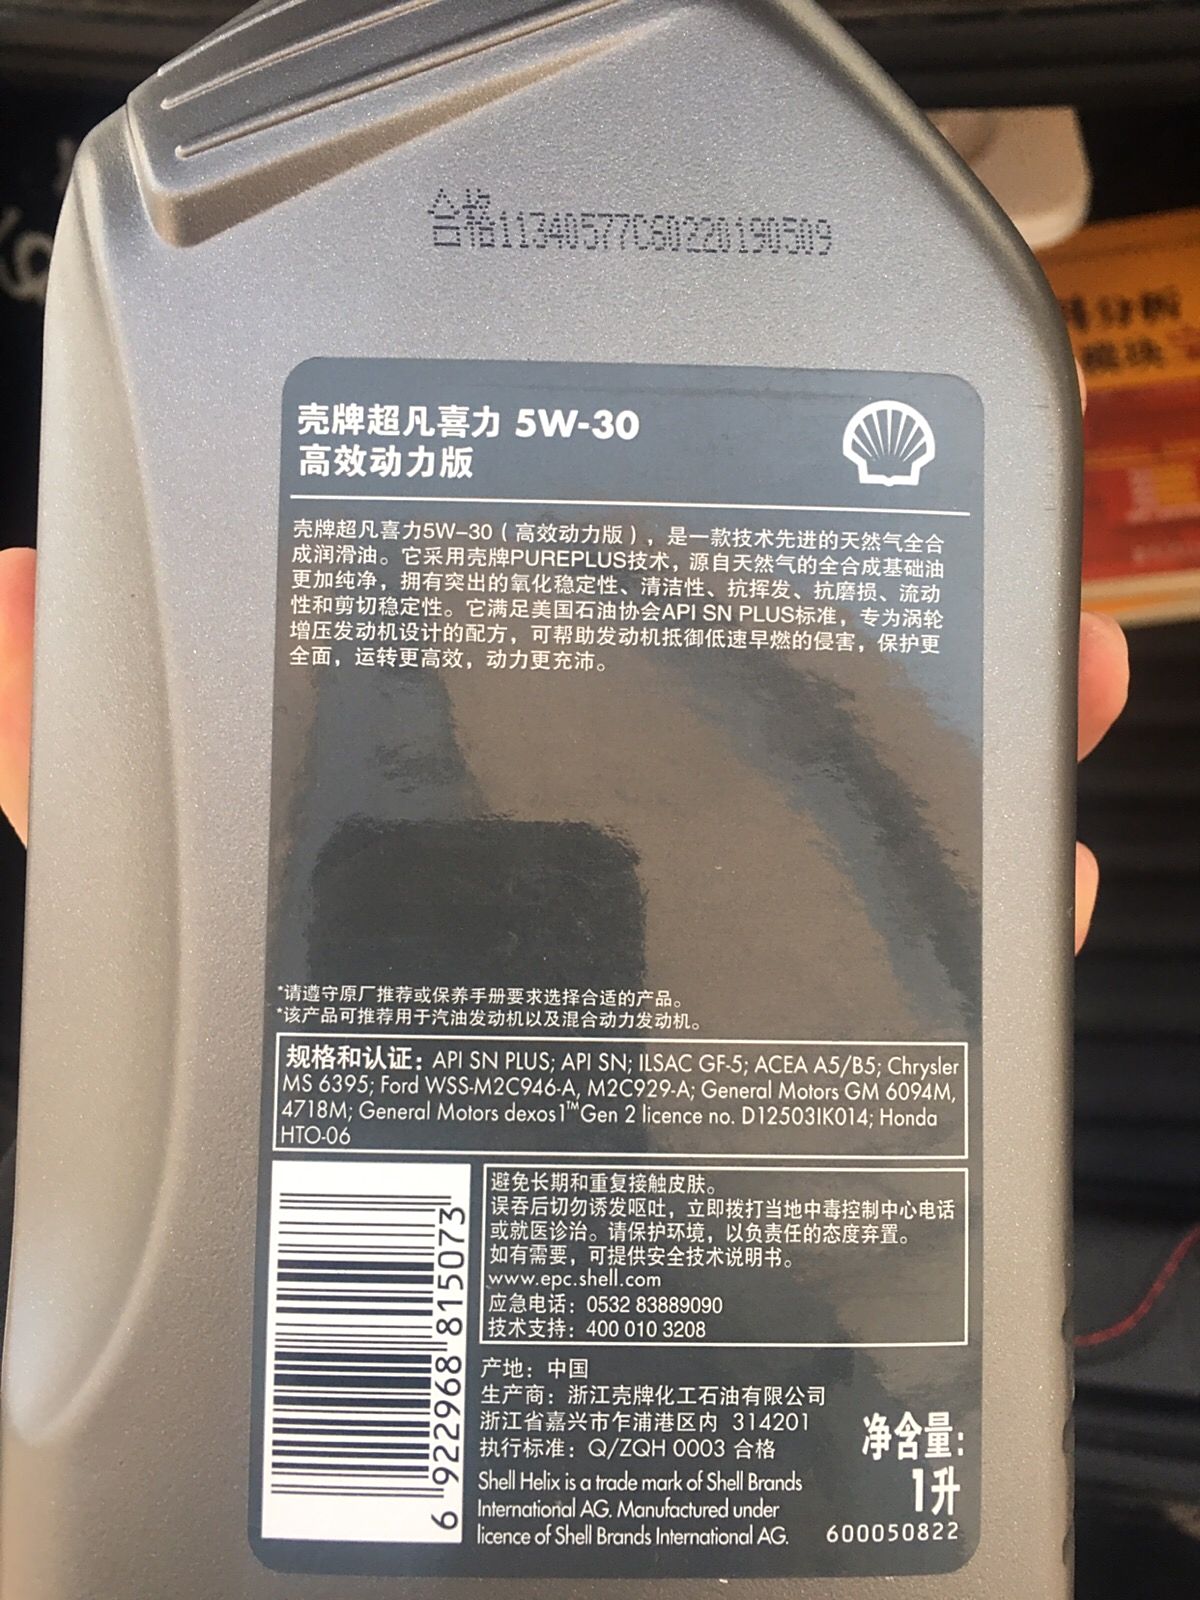 合格11340577C60220190509
壳牌超凡喜力 5W-30
高效动力版
壳牌超凡喜力5W-30（高效动力版），是一款技术先进的天然气全合
成润滑油。它采用壳牌PUREPLUS技术，源自天然气的全合成基础油
更加纯净，拥有突出的氧化稳定性、清洁性、抗挥发、抗磨损、流动
性和剪切稳定性。它满足美国石油协会API SN PLUS标准，专为涡轮
增压发动机设计的配方，可帮助发动机抵御低速早燃的侵害，保护更
全面，运转更高效，动力更充沛。
*请遵守原厂推荐或保养手册要求选择合适的产品。
*该产品可推荐用于汽油发动机以及混合动力发动机。
规格和认证：API SN PLUS; API SN; ILSAC GF-5; ACEA A5/B5; Chrysler
MS 6395; Ford WSS-M2C946-A, M2C929-A; General Motors GM 6094M,
4718M; General Motors dexos1™Gen 2 licence no. D12503IK014; Honda
HTO-06
避免长期和重复接触皮肤。
误吞后切勿诱发呕吐，立即拨打当地中毒控制中心电话
或就医诊治。请保护环境，以负责任的态度弃置。
如有需要，可提供安全技术说明书。
www.epc.shell.com
应急电话：0532 83889090
技术支持：400 010 3208
6 922968 815073
产地：中国
生产商：浙江壳牌化工石油有限公司
浙江省嘉兴市乍浦港区内 314201
执行标准：Q/ZQH 0003 合格
Shell Helix is a trade mark of Shell Brands
International AG. Manufactured under
licence of Shell Brands International AG.
净含量:
1升
600050822
分析
模块